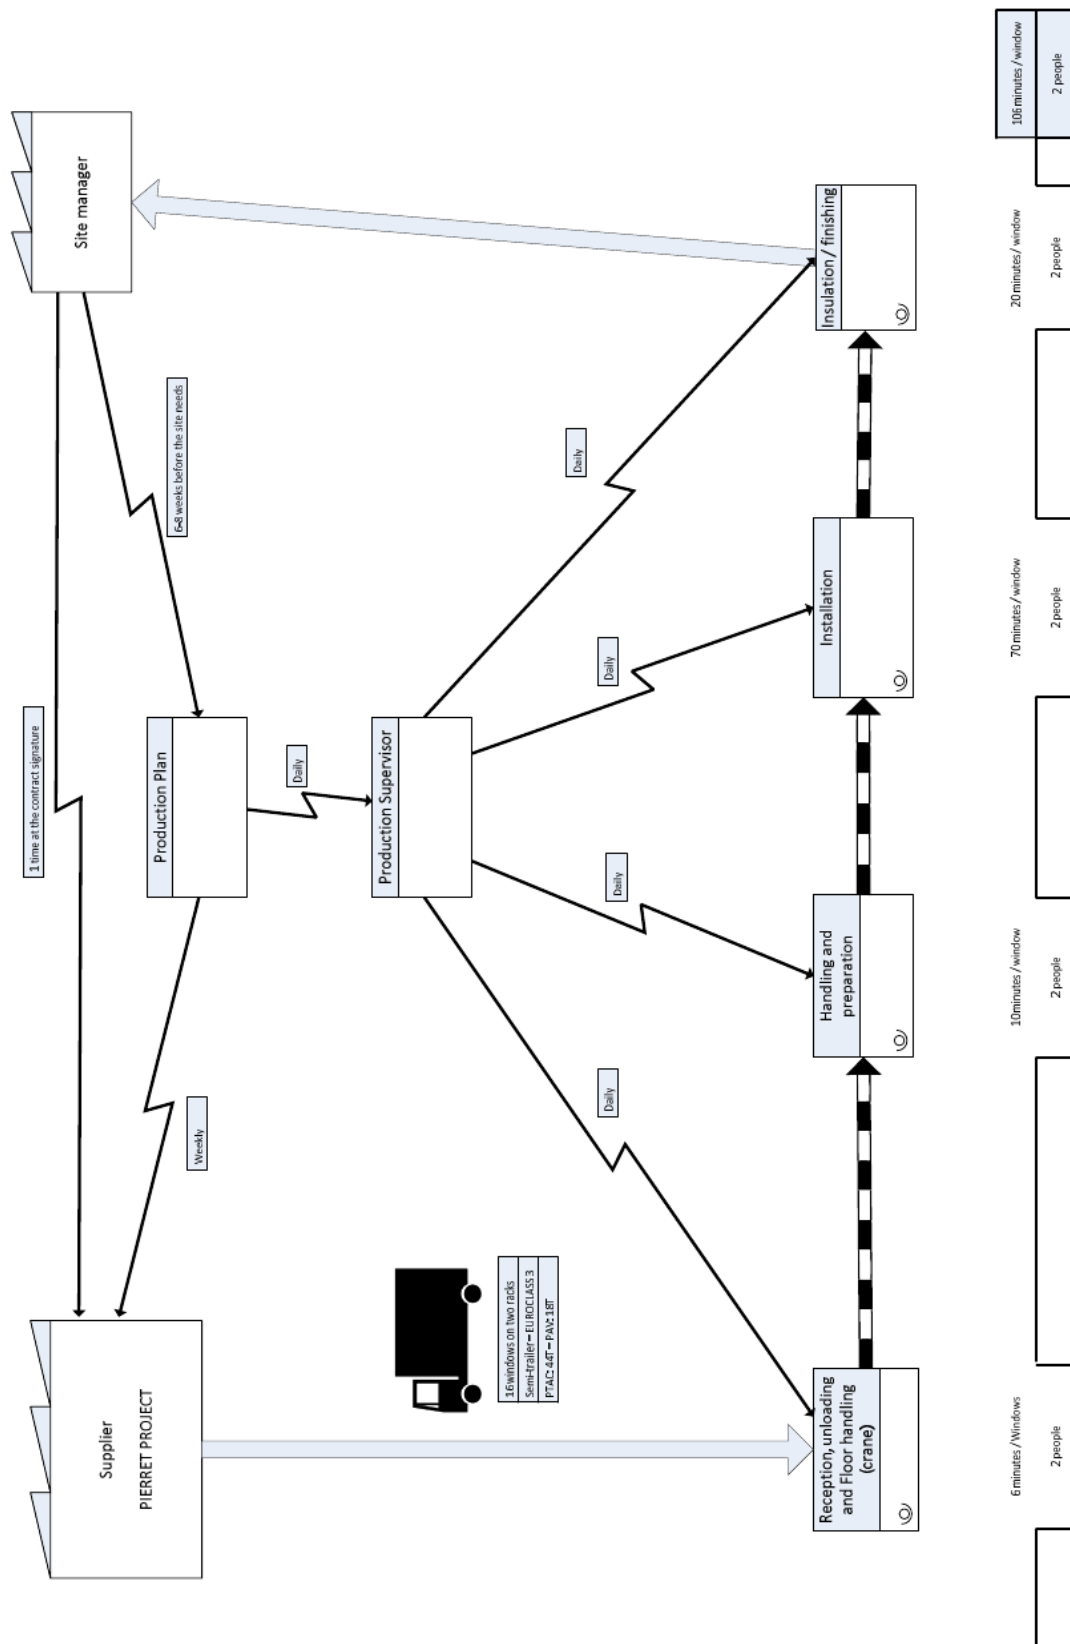 Supplier
PIERRET PROJECT
1 time at the contract signature
Site manager
Weekly
Production Plan
6-8 weeks before the site needs
Daily
Production Supervisor
16 windows on two racks
Semi-trailer – EUROCLASS 3
PTAC: 44T – PAV: 18T
Daily
Daily
Daily
Daily
Reception, unloading
and Floor handling
(crane)
Handling and
preparation
Installation
Insulation / finishing
6 minutes / Windows
2 people
10 minutes / window
2 people
70 minutes / window
2 people
20 minutes / window
2 people
106 minutes / window
2 people